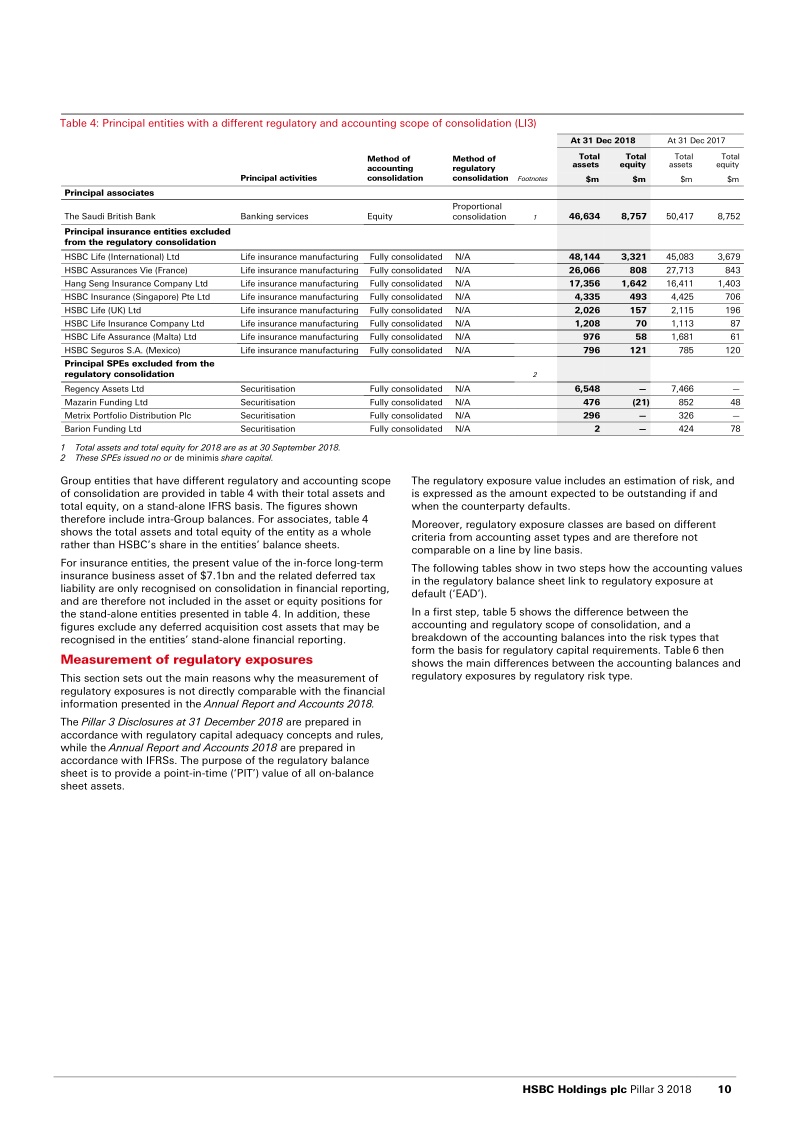 Table 4: Principal entities with a different regulatory and accounting scope of consolidation (LI3)
At 31 Dec 2018 At 31 Dec 2017
Principal activities Method of accounting consolidation Method of regulatory consolidation Footnotes Total assets Total equity Total assets Total equity
$m $m $m $m
Principal associates
The Saudi British Bank Banking services Equity Proportional consolidation 1 46,634 8,757 50,417 8,752
Principal insurance entities excluded
from the regulatory consolidation
HSBC Life (International) Ltd Life insurance manufacturing Fully consolidated N/A 48,144 3,321 45,083 3,679
HSBC Assurances Vie (France) Life insurance manufacturing Fully consolidated N/A 26,066 808 27,713 843
Hang Seng Insurance Company Ltd Life insurance manufacturing Fully consolidated N/A 17,356 1,642 16,411 1,403
HSBC Insurance (Singapore) Pte Ltd Life insurance manufacturing Fully consolidated N/A 4,335 493 4,425 706
HSBC Life (UK) Ltd Life insurance manufacturing Fully consolidated N/A 2,026 157 2,115 196
HSBC Life Insurance Company Ltd Life insurance manufacturing Fully consolidated N/A 1,208 70 1,113 87
HSBC Life Assurance (Malta) Ltd Life insurance manufacturing Fully consolidated N/A 976 58 1,681 61
HSBC Seguros S.A. (Mexico) Life insurance manufacturing Fully consolidated N/A 796 121 785 120
Principal SPEs excluded from the
regulatory consolidation 2
Regency Assets Ltd Securitisation Fully consolidated N/A 6,548 — 7,466 —
Mazarin Funding Ltd Securitisation Fully consolidated N/A 476 (21) 852 48
Metrix Portfolio Distribution Plc Securitisation Fully consolidated N/A 296 — 326 —
Barion Funding Ltd Securitisation Fully consolidated N/A 2 — 424 78
1 Total assets and total equity for 2018 are as at 30 September 2018.
2 These SPEs issued no or de minimis share capital.
Group entities that have different regulatory and accounting scope
of consolidation are provided in table 4 with their total assets and
total equity, on a stand-alone IFRS basis. The figures shown
therefore include intra-Group balances. For associates, table 4
shows the total assets and total equity of the entity as a whole
rather than HSBC's share in the entities' balance sheets.
For insurance entities, the present value of the in-force long-term
insurance business asset of $7.1bn and the related deferred tax
liability are only recognised on consolidation in financial reporting,
and are therefore not included in the asset or equity positions for
the stand-alone entities presented in table 4. In addition, these
figures exclude any deferred acquisition cost assets that may be
recognised in the entities' stand-alone financial reporting.
Measurement of regulatory exposures
This section sets out the main reasons why the measurement of
regulatory exposures is not directly comparable with the financial
information presented in the Annual Report and Accounts 2018.
The Pillar 3 Disclosures at 31 December 2018 are prepared in
accordance with regulatory capital adequacy concepts and rules,
while the Annual Report and Accounts 2018 are prepared in
accordance with IFRSs. The purpose of the regulatory balance
sheet is to provide a point-in-time ('PIT') value of all on-balance
sheet assets.
The regulatory exposure value includes an estimation of risk, and
is expressed as the amount expected to be outstanding if and
when the counterparty defaults.
Moreover, regulatory exposure classes are based on different
criteria from accounting asset types and are therefore not
comparable on a line by line basis.
The following tables show in two steps how the accounting values
in the regulatory balance sheet link to regulatory exposure at
default ('EAD').
In a first step, table 5 shows the difference between the
accounting and regulatory scope of consolidation, and a
breakdown of the accounting balances into the risk types that
form the basis for regulatory capital requirements. Table 6 then
shows the main differences between the accounting balances and
regulatory exposures by regulatory risk type.
HSBC Holdings plc Pillar 3 2018 10